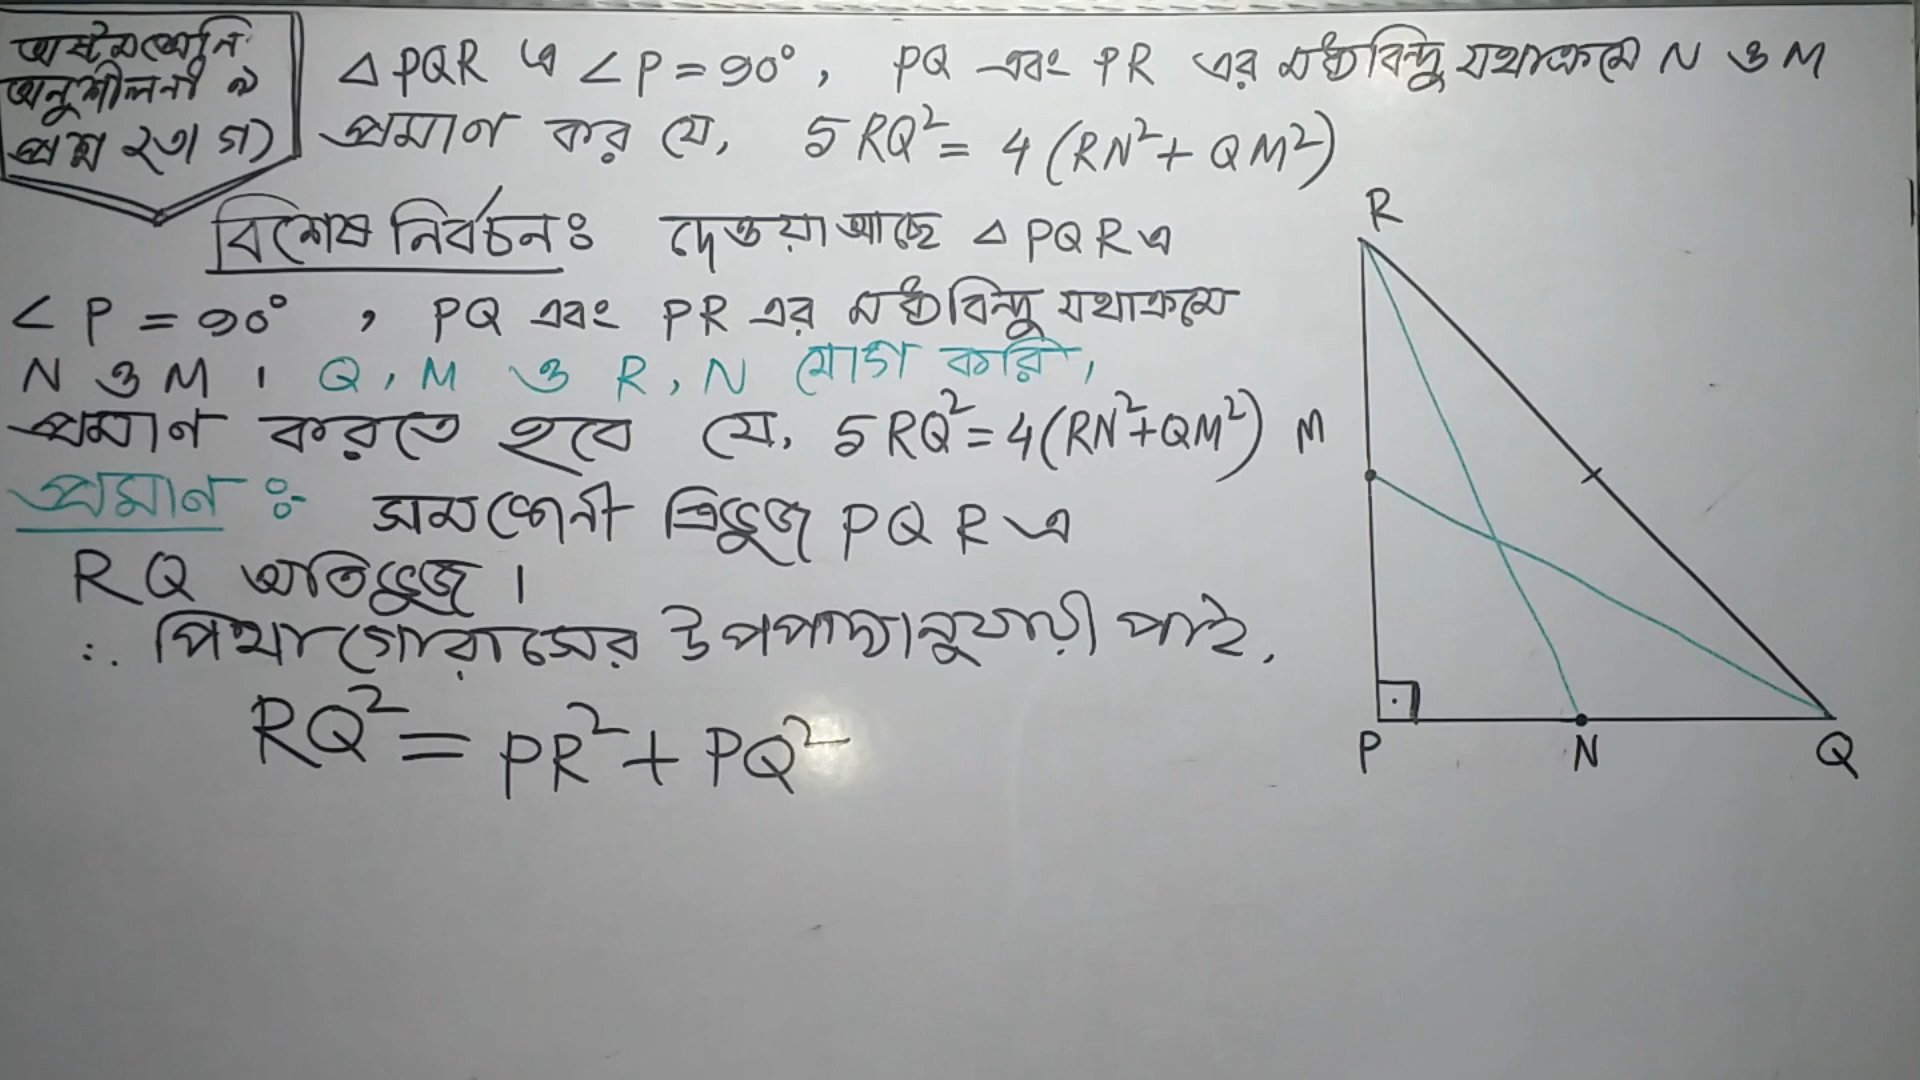 অষ্টম শ্রেনি
অনুশীলনী ৯
প্রশ্ন ২৩। গ)
△PQR এ ∠P = 90°, PQ এবং PR এর মধ্যবিন্দু যথাক্রমে N ও M
প্রমাণ কর যে, 5RQ² = 4(RN² + QM²)
বিশেষ নির্বচনঃ দেওয়া আছে △PQR এ
∠P = 90°, PQ এবং PR এর মধ্যবিন্দু যথাক্রমে
N ও M । Q, M ও R, N যোগ করি,
প্রমাণ করতে হবে যে, 5RQ² = 4(RN² + QM²)
প্রমাণ ঃ- সমকোণী ত্রিভুজ PQR এ
RQ অতিভুজ ।
∴ পিথাগোরাসের উপপাদ্যানুযায়ী পাই,
RQ² = PR² + PQ²
R
M
P N Q